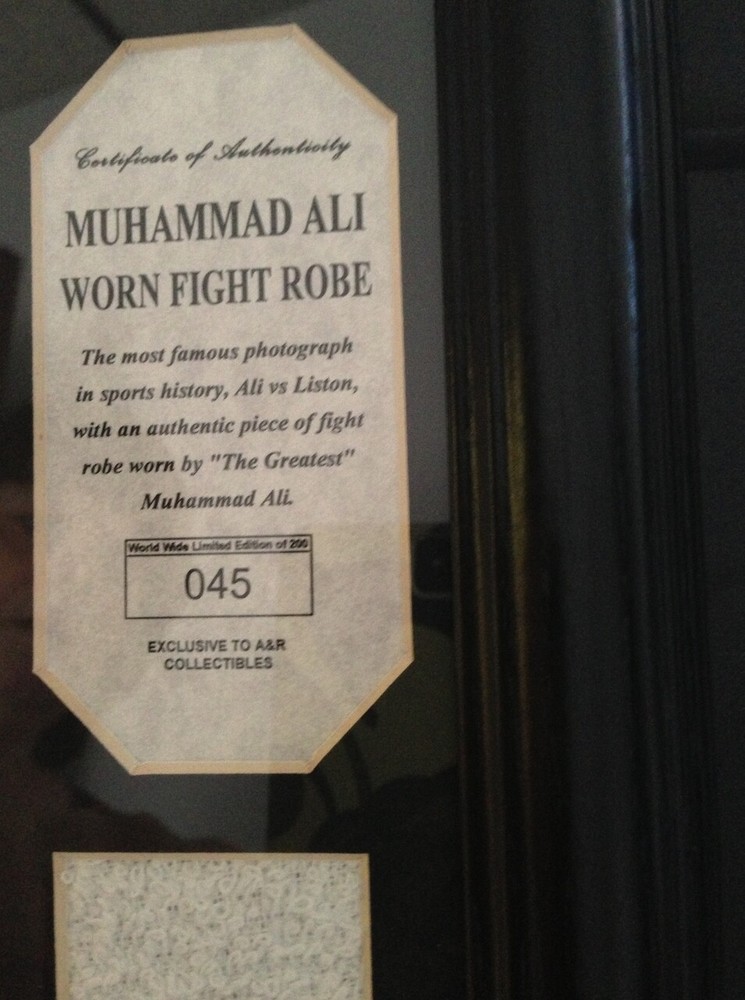 Certificate of Authenticity
MUHAMMAD ALI
WORN FIGHT ROBE
The most famous photograph
in sports history, Ali vs Liston,
with an authentic piece of fight
robe worn by "The Greatest"
Muhammad Ali.
World Wide Limited Edition of 200
045
EXCLUSIVE TO A&R
COLLECTIBLES